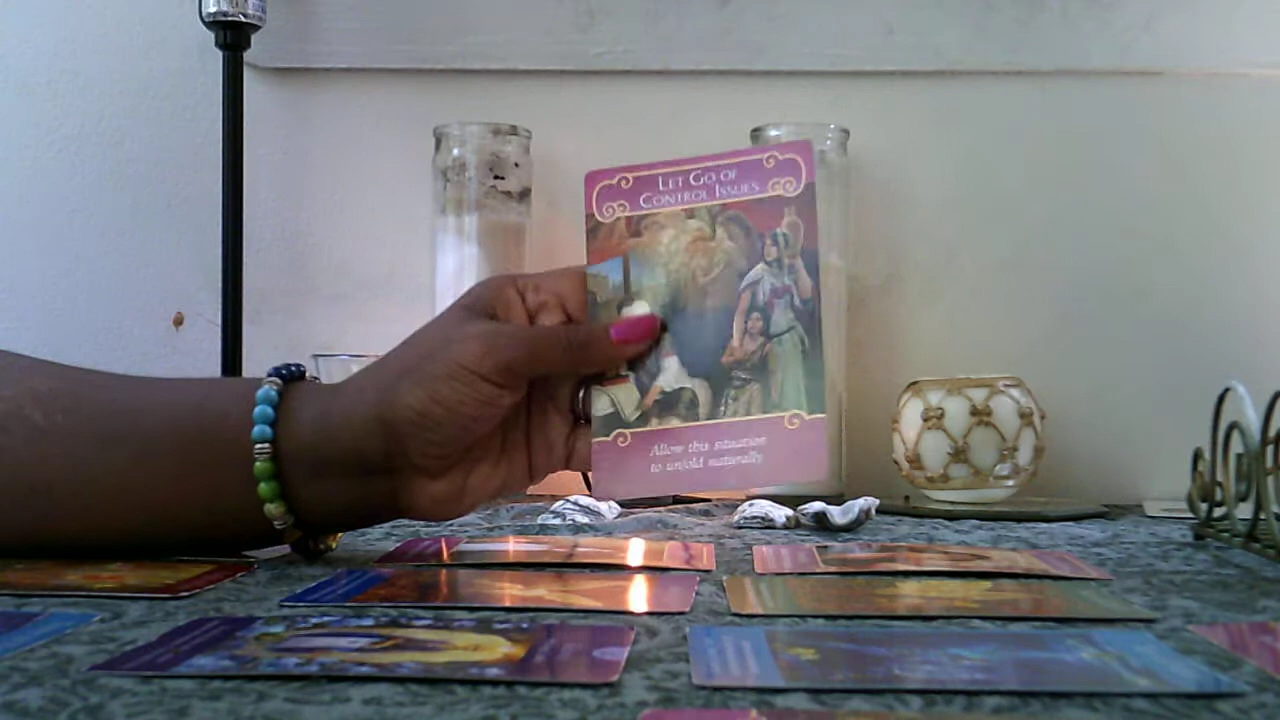 Let Go of
Control Issues
Allow this situation
to unfold naturally